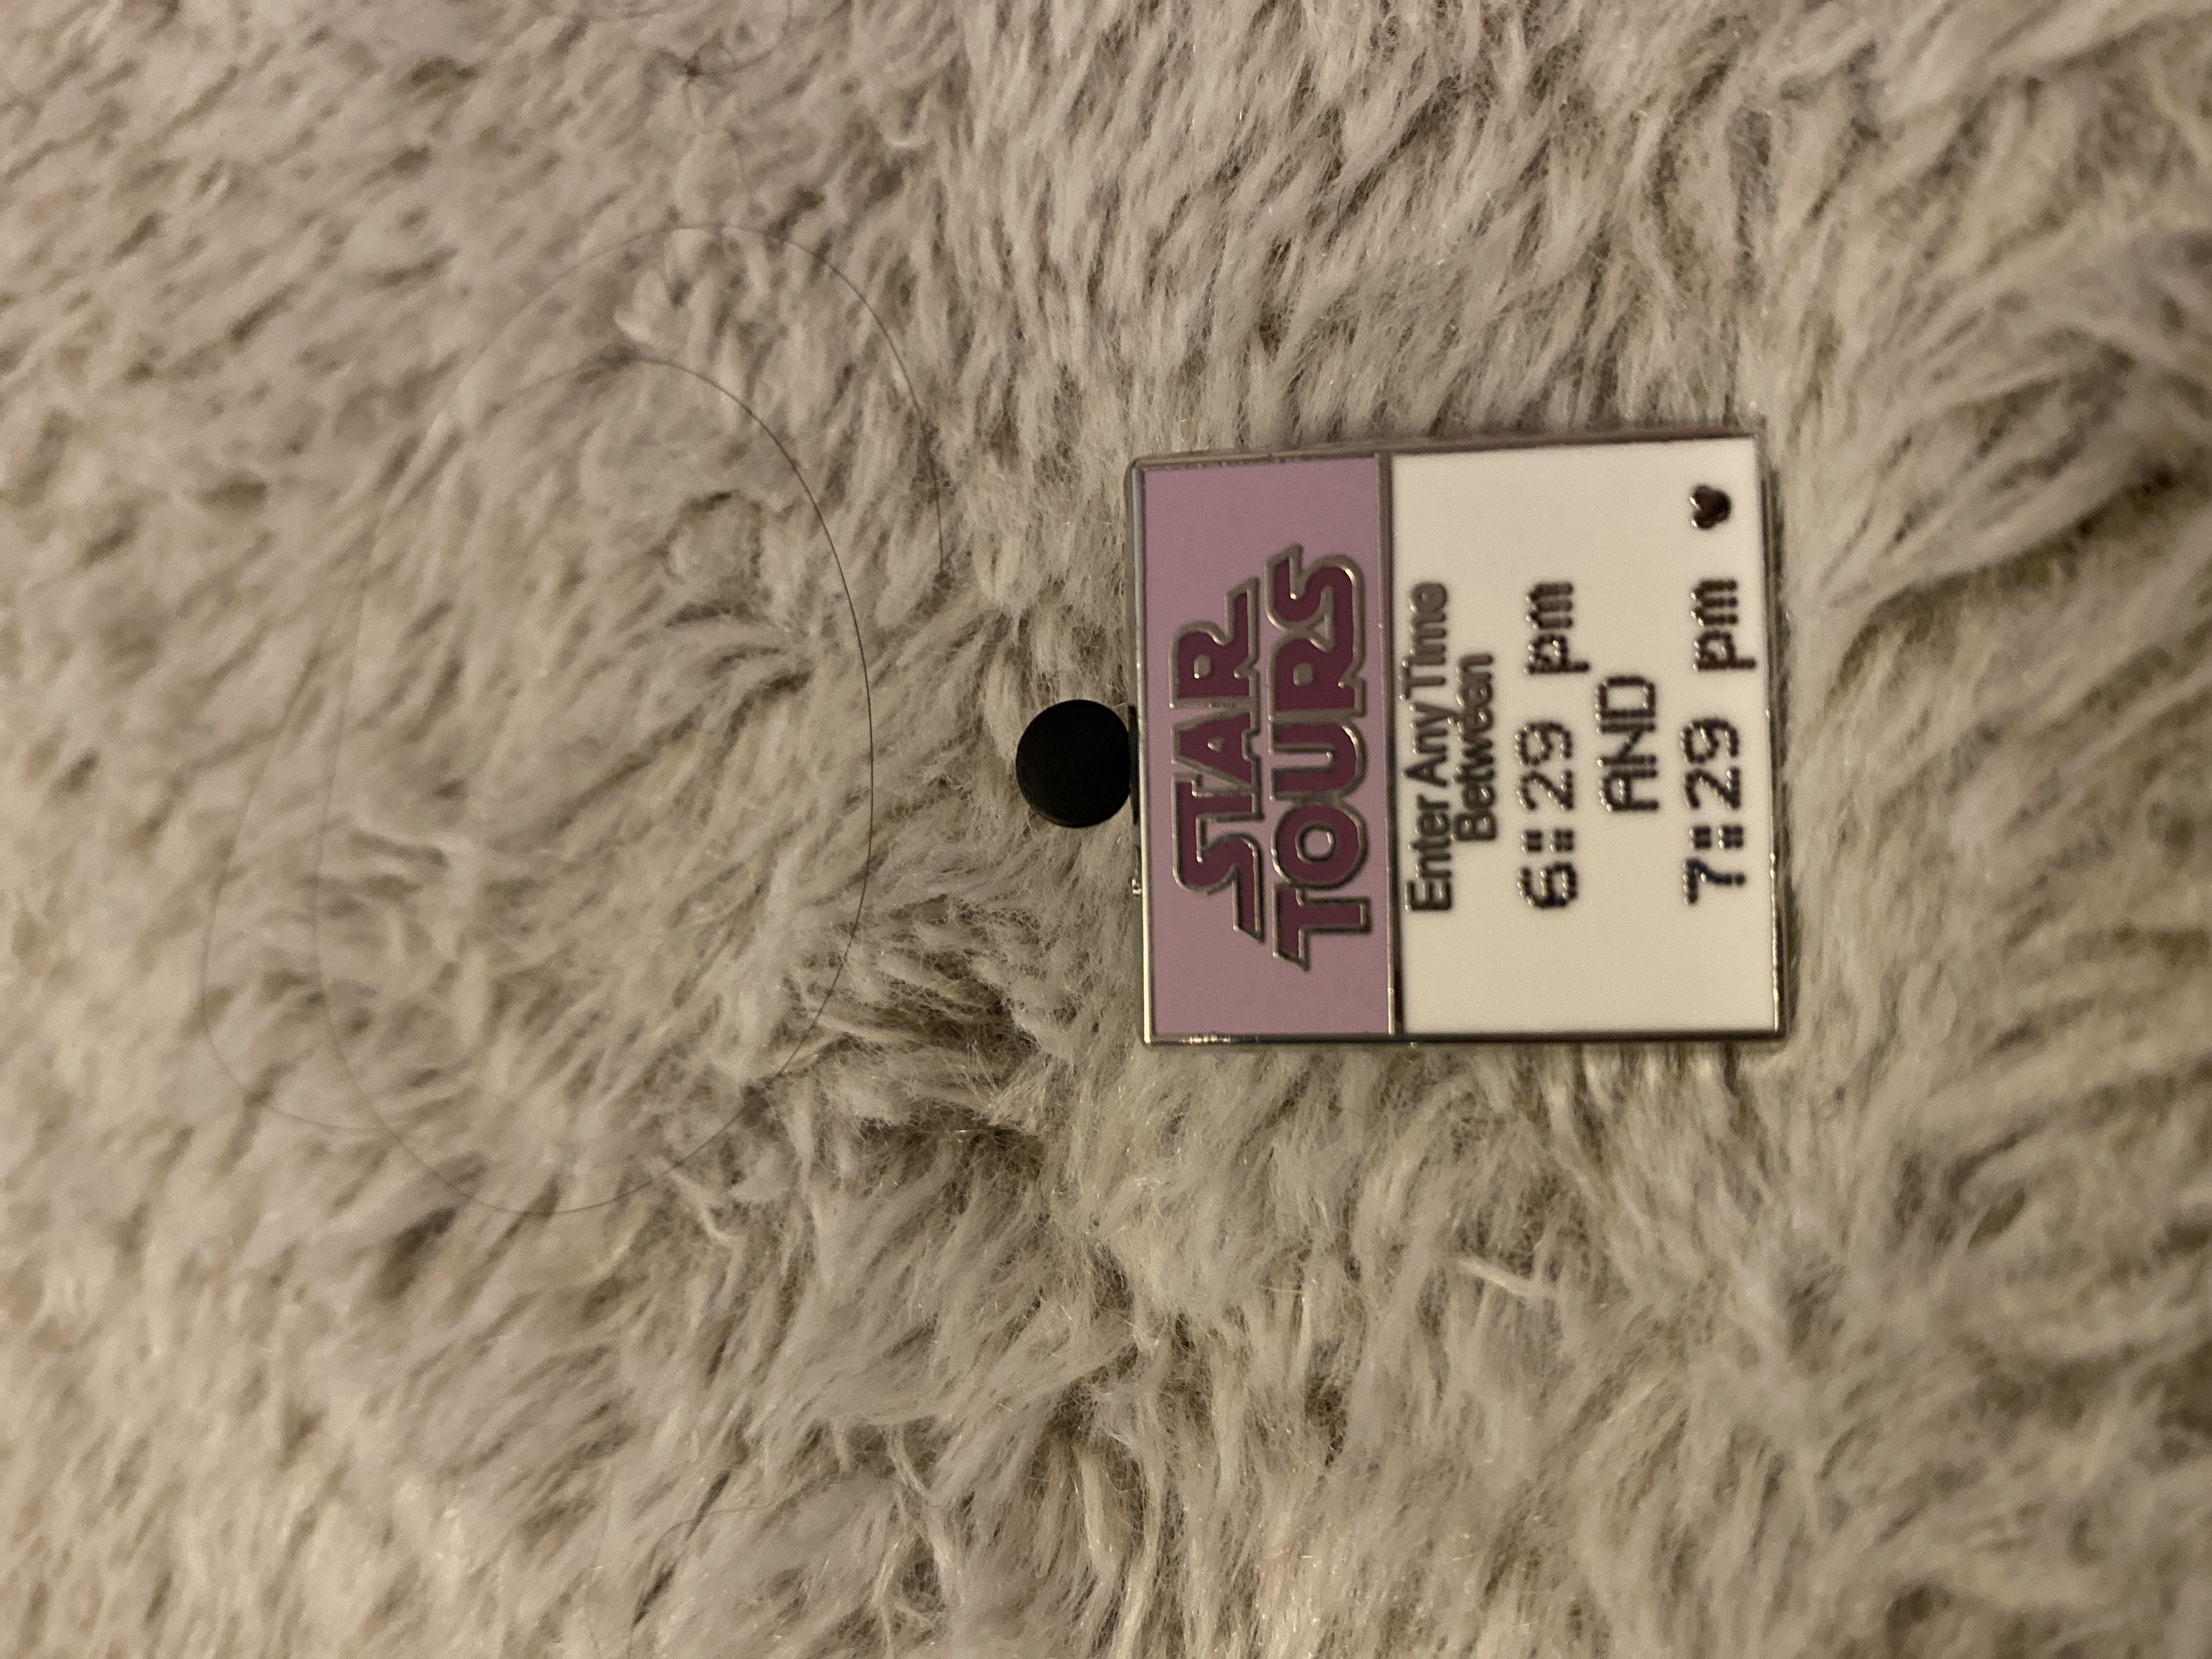 STAR
TOURS
Enter Any Time
Between
6:29 pm
AND
7:29 pm